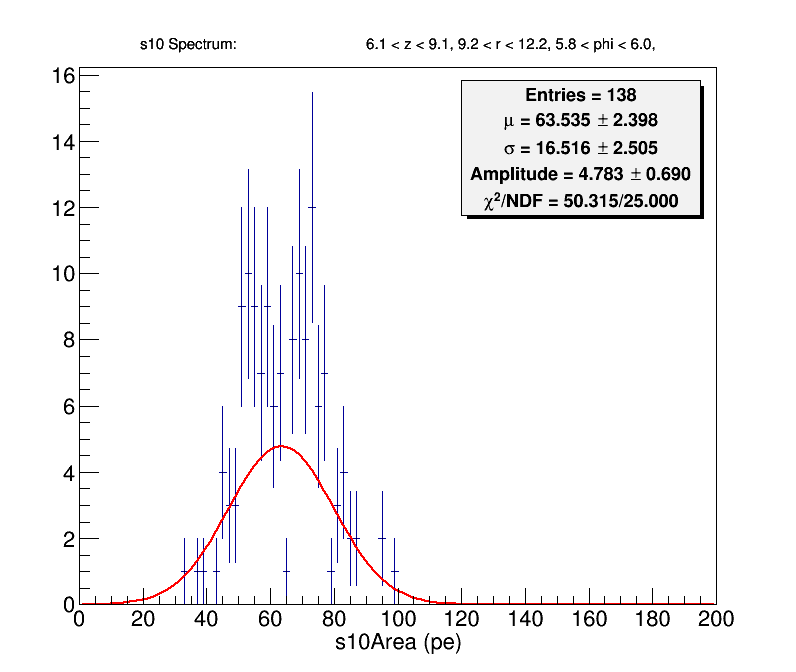 s10 Spectrum: 6.1 < z < 9.1, 9.2 < r < 12.2, 5.8 < phi < 6.0,
Entries = 138
μ = 63.535 ± 2.398
σ = 16.516 ± 2.505
Amplitude = 4.783 ± 0.690
χ²/NDF = 50.315/25.000
16
14
12
10
8
6
4
2
0
0 20 40 60 80 100 120 140 160 180 200
s10Area (pe)